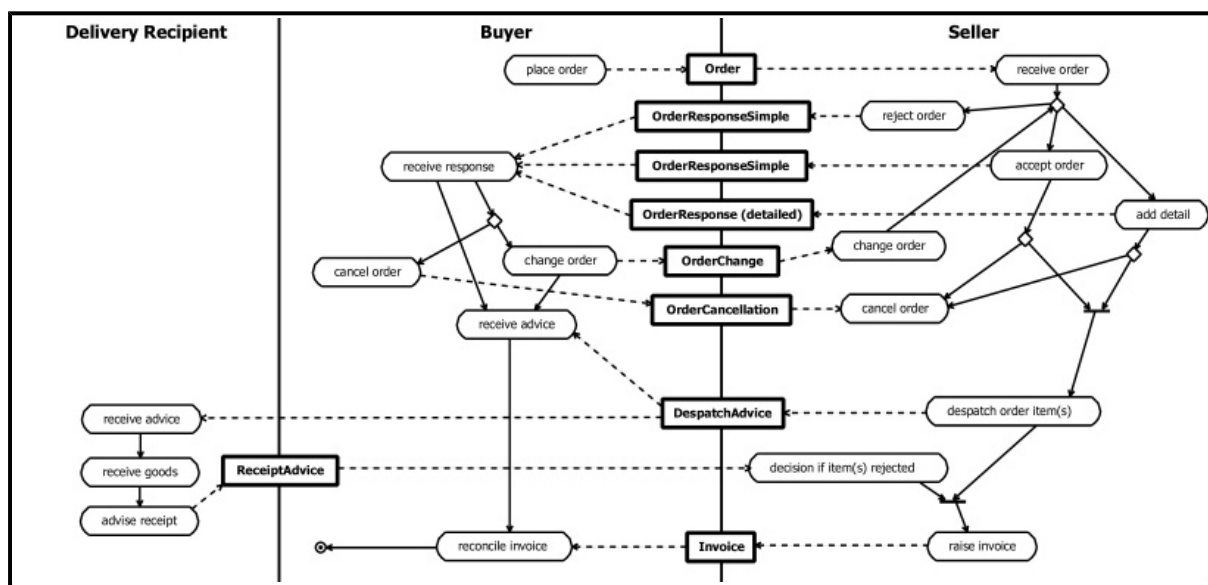 Delivery Recipient
Buyer
Seller
place order
Order
receive order
OrderResponseSimple
reject order
receive response
OrderResponseSimple
accept order
OrderResponse (detailed)
add detail
cancel order
change order
OrderChange
change order
receive advice
OrderCancellation
cancel order
receive advice
DespatchAdvice
despatch order item(s)
receive goods
ReceiptAdvice
decision if item(s) rejected
advise receipt
reconcile invoice
Invoice
raise invoice